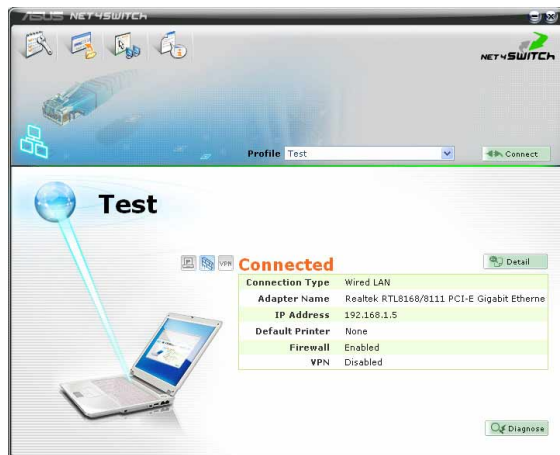 ASUS NET4SWITCH
NET4SWITCH
Profile Test
Connect
Test
VPN Connected
Detail
Connection Type Wired LAN
Adapter Name Realtek RTL8168/8111 PCI-E Gigabit Etherne
IP Address 192.168.1.5
Default Printer None
Firewall Enabled
VPN Disabled
Diagnose